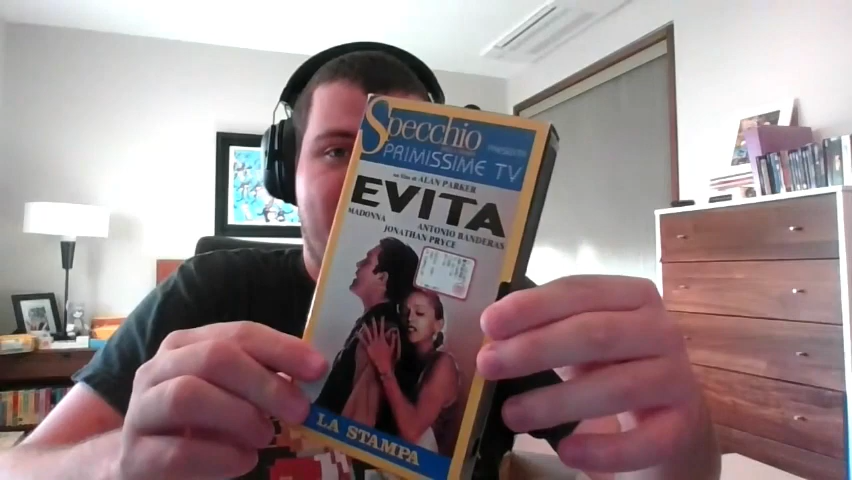 Specchio
PRIMISSIME TV
un film di ALAN PARKER
EVITA
MADONNA
ANTONIO BANDERAS
JONATHAN PRYCE
LA STAMPA